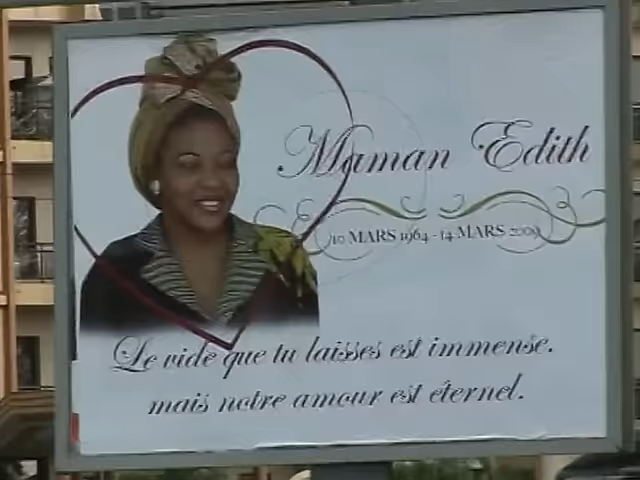 Maman Edith
10 MARS 1964 - 14 MARS 2009
Le vide que tu laisses est immense.
mais notre amour est éternel.